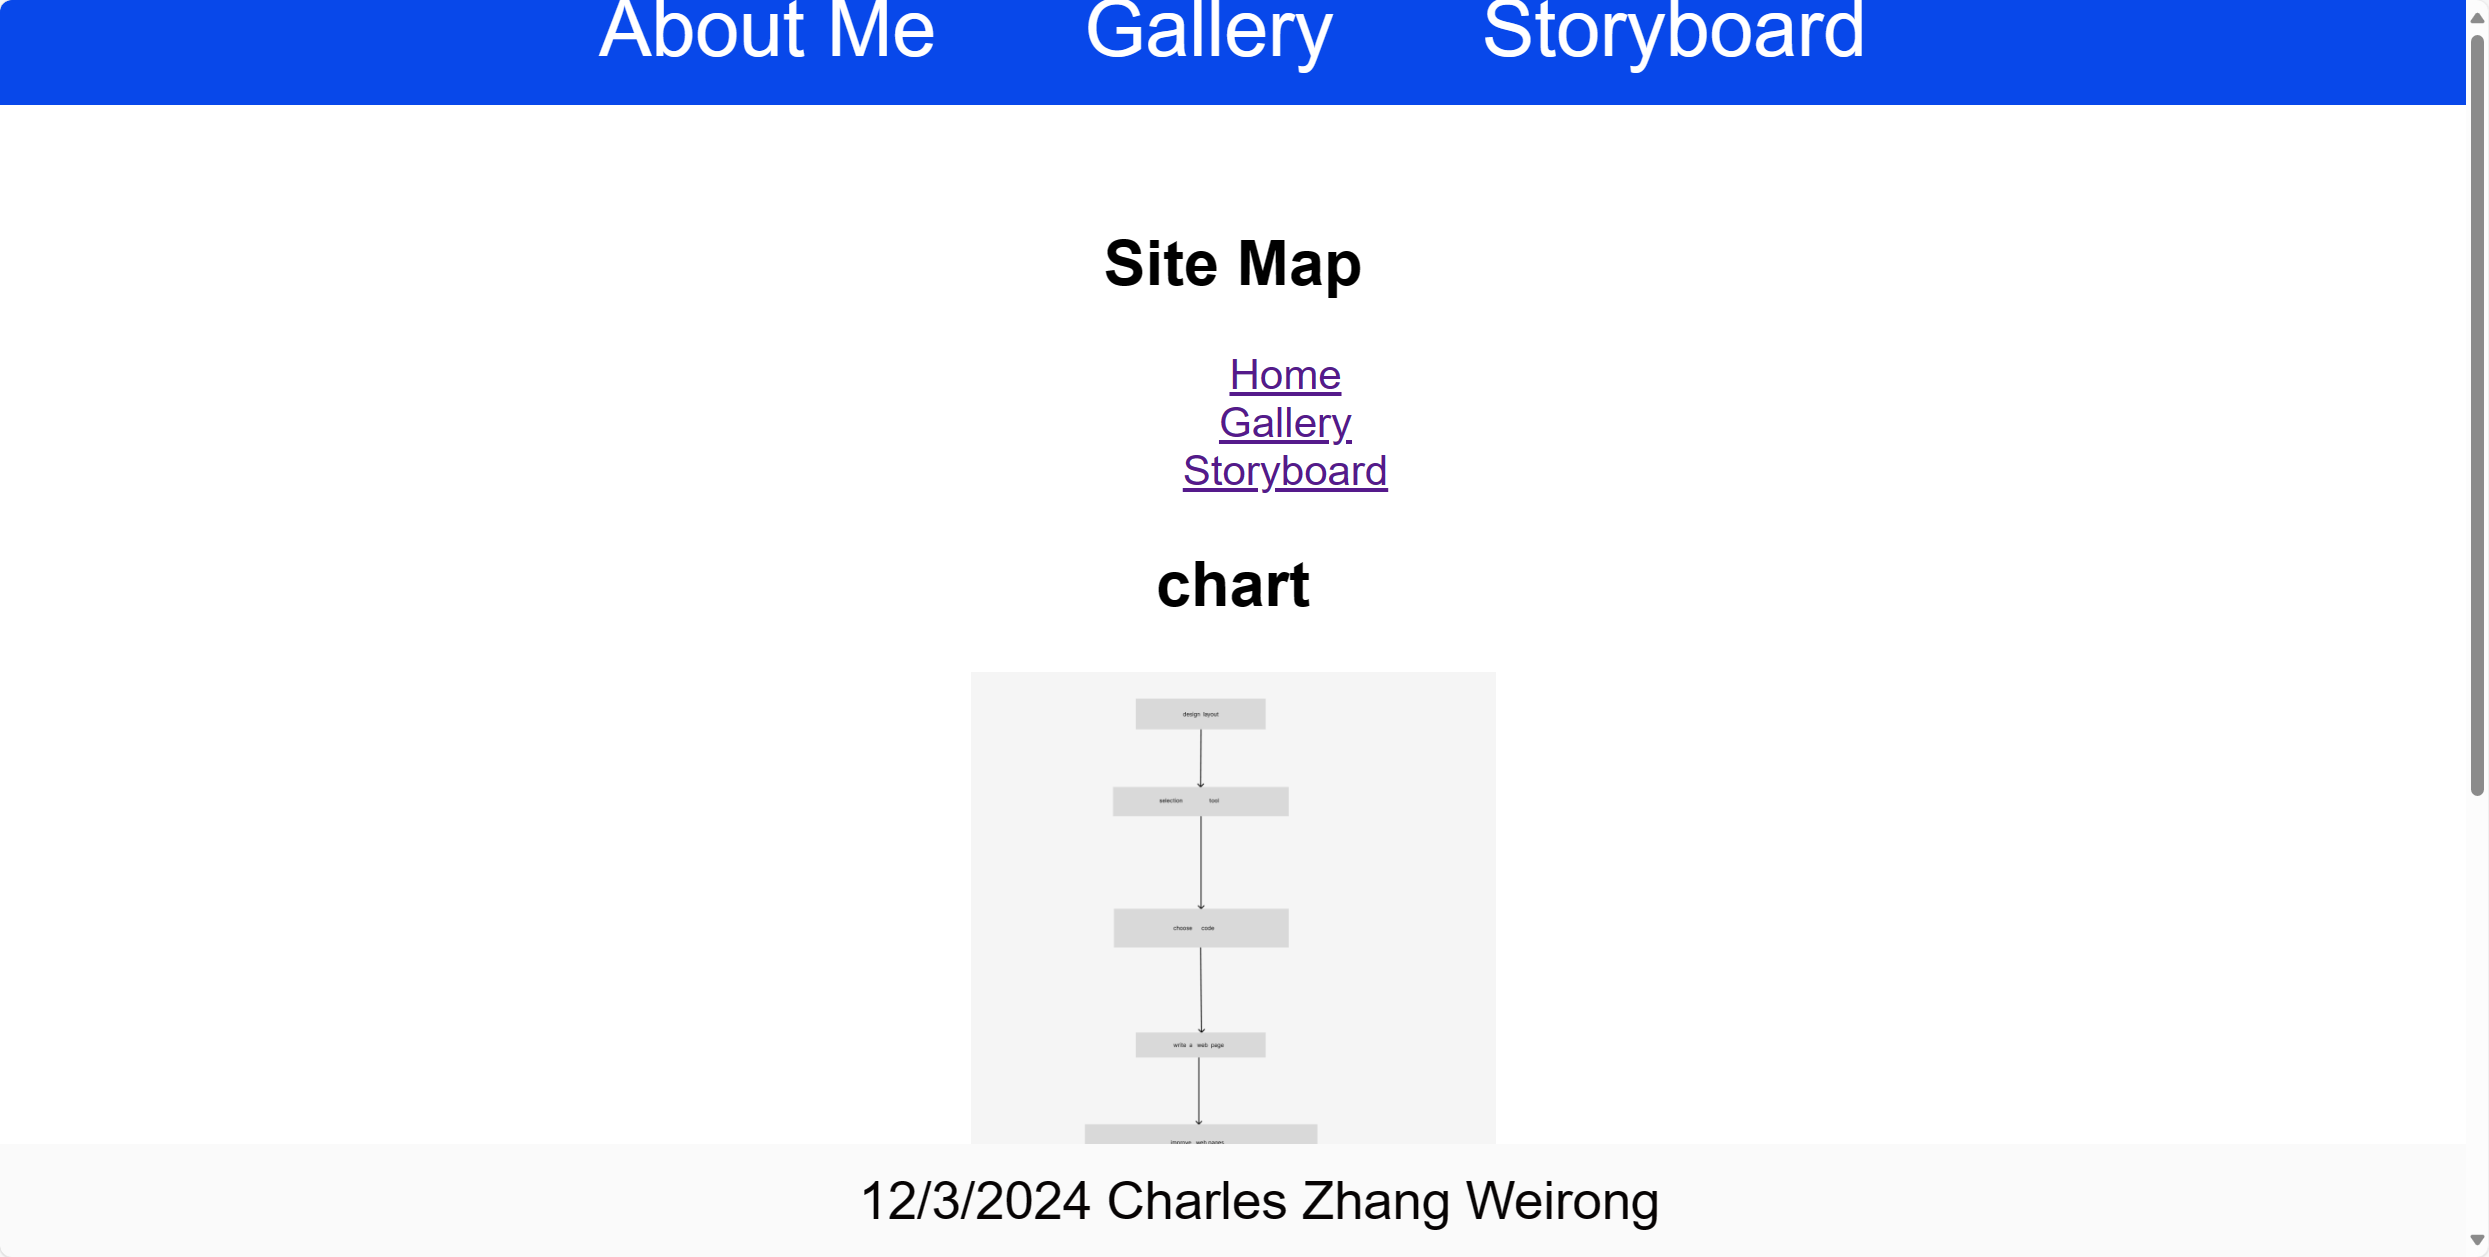 About Me Gallery Storyboard
Site Map
Home
Gallery
Storyboard
chart
design layout
selection tool
choose code
write a web page
improve web pages
12/3/2024 Charles Zhang Weirong